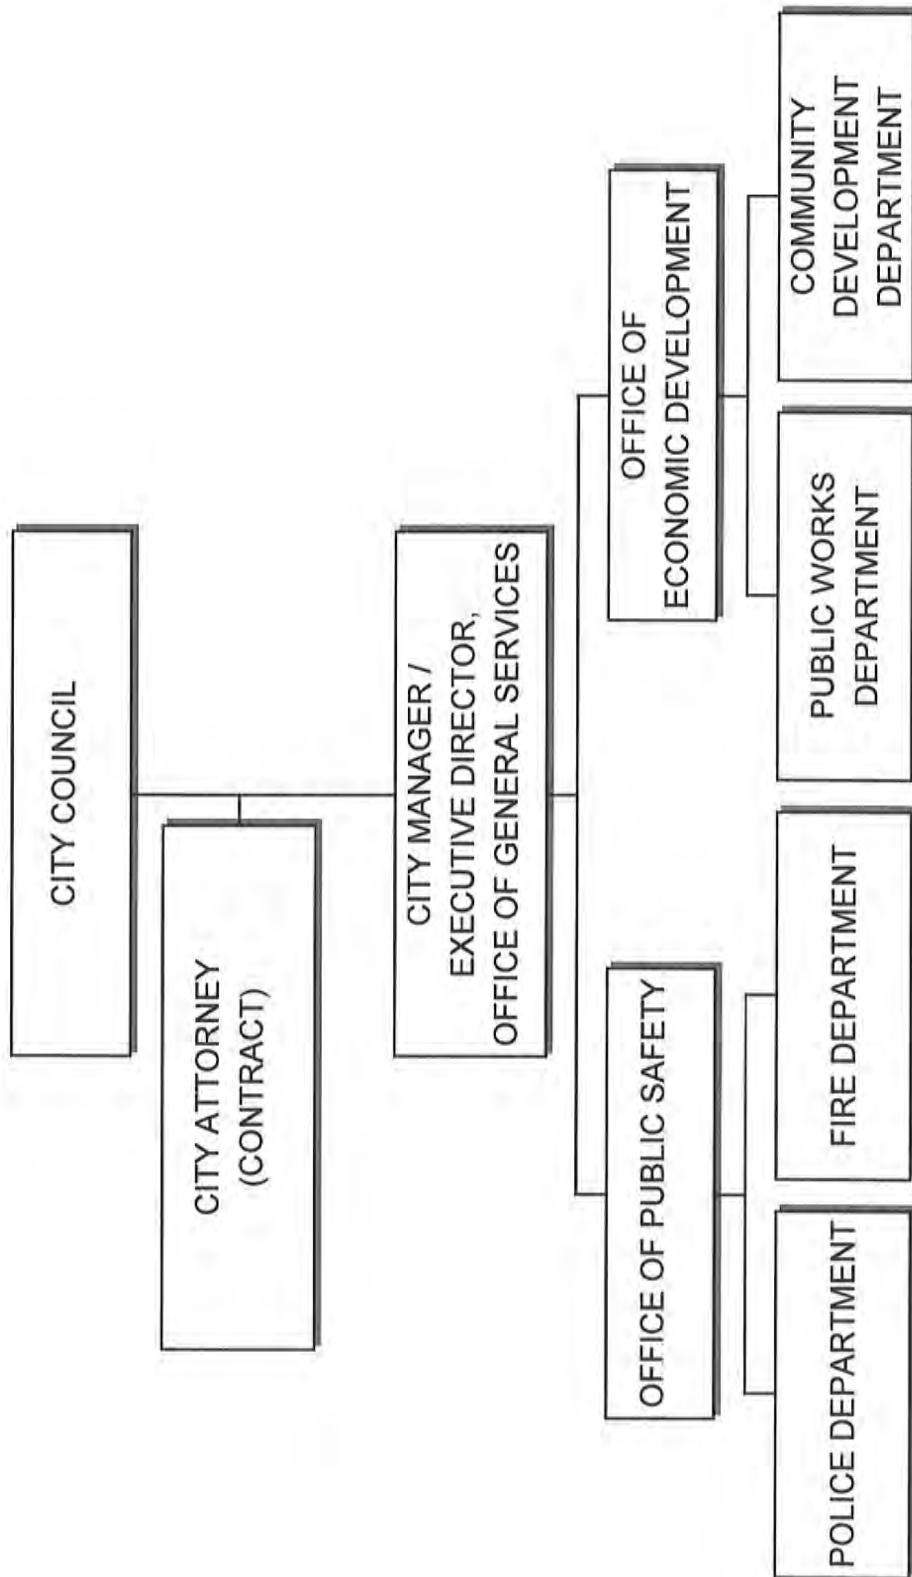 CITY COUNCIL
CITY ATTORNEY
(CONTRACT)
CITY MANAGER /
EXECUTIVE DIRECTOR,
OFFICE OF GENERAL SERVICES
OFFICE OF PUBLIC SAFETY
OFFICE OF
ECONOMIC DEVELOPMENT
POLICE DEPARTMENT
FIRE DEPARTMENT
PUBLIC WORKS
DEPARTMENT
COMMUNITY
DEVELOPMENT
DEPARTMENT